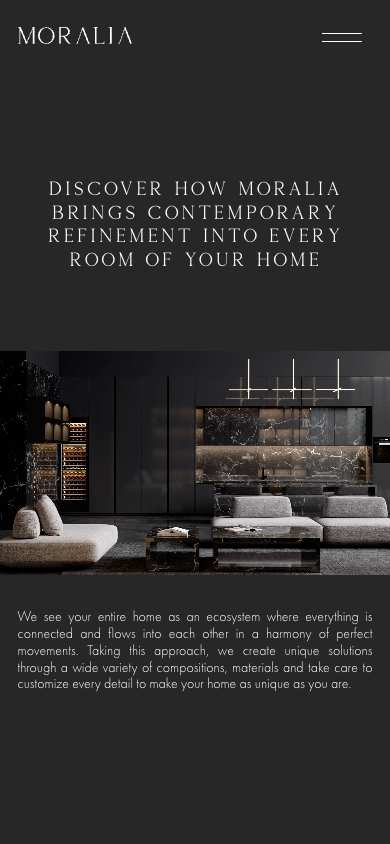 MORALIA
DISCOVER HOW MORALIA
BRINGS CONTEMPORARY
REFINEMENT INTO EVERY
ROOM OF YOUR HOME
We see your entire home as an ecosystem where everything is
connected and flows into each other in a harmony of perfect
movements. Taking this approach, we create unique solutions
through a wide variety of compositions, materials and take care to
customize every detail to make your home as unique as you are.